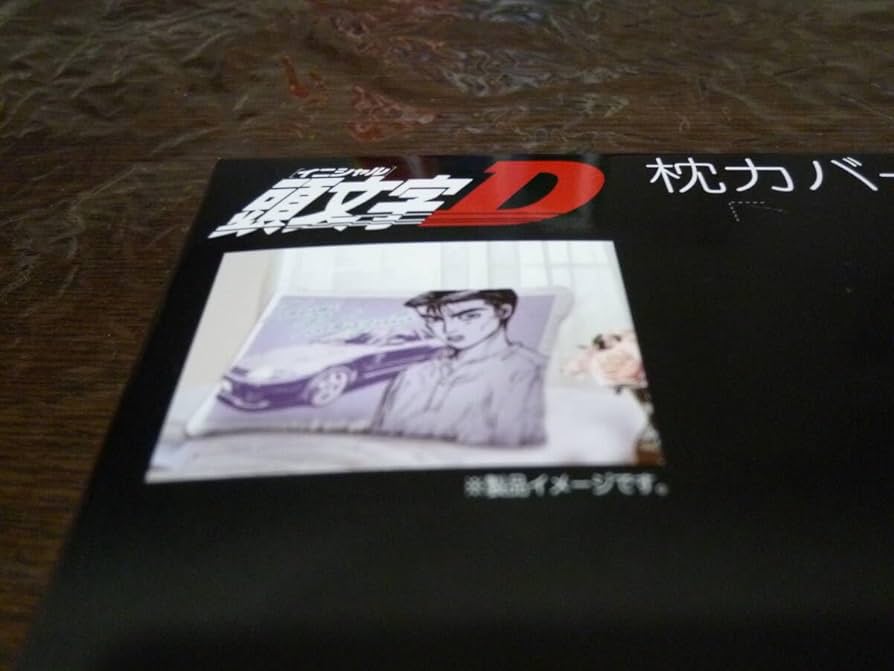 [イニシャル]
頭文字D
枕カバー
※製品イメージです。